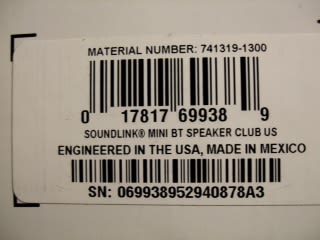 MATERIAL NUMBER: 741319-1300
0 17817 69938 9
SOUNDLINK® MINI BT SPEAKER CLUB US
ENGINEERED IN THE USA, MADE IN MEXICO
SN: 069938952940878A3